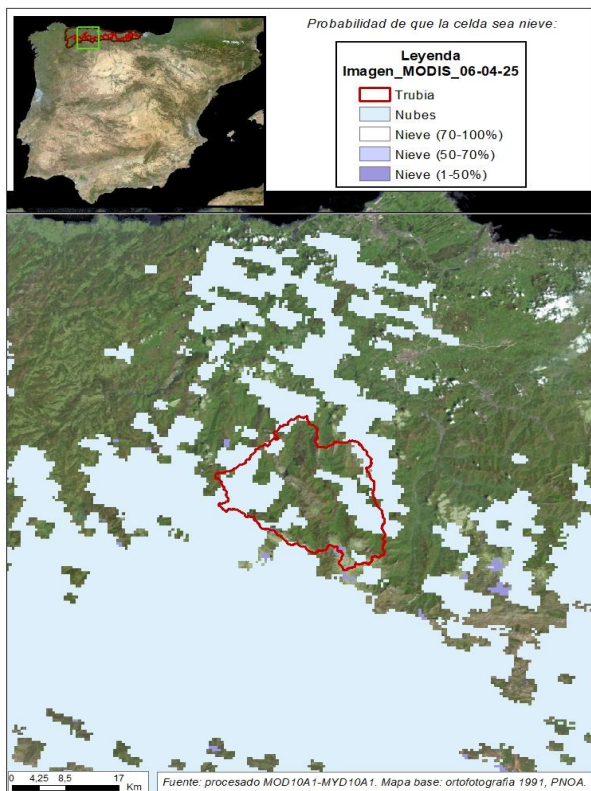 Probabilidad de que la celda sea nieve:
Leyenda
Imagen_MODIS_06-04-25
Trubia
Nubes
Nieve (70-100%)
Nieve (50-70%)
Nieve (1-50%)
0 4,25 8,5 17
Km
Fuente: procesado MOD10A1-MYD10A1. Mapa base: ortofotografía 1991, PNOA.